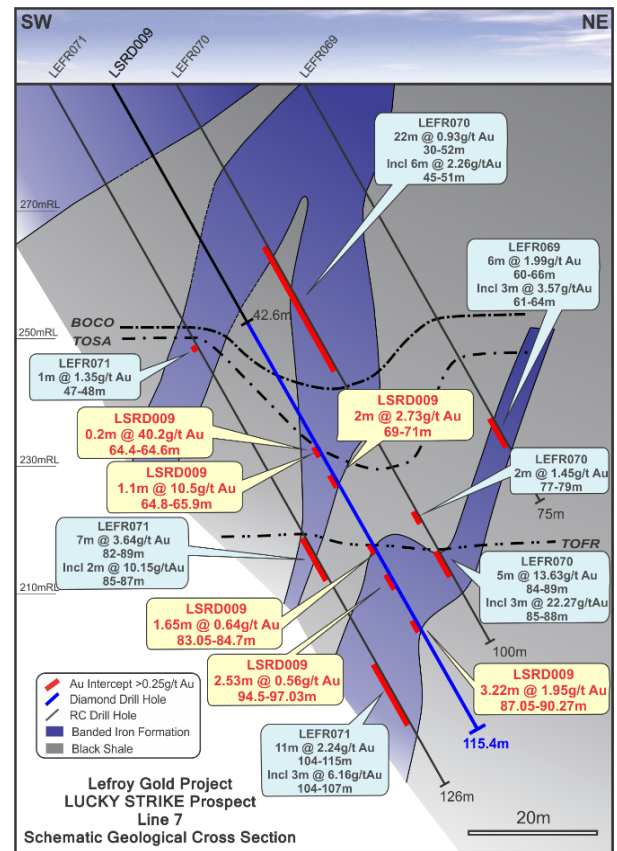 SW
NE
LEFR071
LSRD009
LEFR070
LEFR069
LEFR070
22m @ 0.93g/t Au
30-52m
Incl 6m @ 2.26g/tAu
45-51m
270mRL
LEFR069
6m @ 1.99g/t Au
60-66m
Incl 3m @ 3.57g/tAu
61-64m
42.6m
BOCO
250mRL
TOSA
LEFR071
1m @ 1.35g/t Au
47-48m
LSRD009
2m @ 2.73g/t Au
69-71m
LSRD009
0.2m @ 40.2g/t Au
64.4-64.6m
LSRD009
1.1m @ 10.5g/t Au
64.8-65.9m
230mRL
LEFR070
2m @ 1.45g/t Au
77-79m
75m
LEFR071
7m @ 3.64g/t Au
82-89m
Incl 2m @ 10.15g/tAu
85-87m
TOFR
LEFR070
5m @ 13.63g/t Au
84-89m
Incl 3m @ 22.27g/tAu
85-88m
210mRL
LSRD009
1.65m @ 0.64g/t Au
83.05-84.7m
100m
LSRD009
2.53m @ 0.56g/t Au
94.5-97.03m
LSRD009
3.22m @ 1.95g/t Au
87.05-90.27m
Au Intercept >0.25g/t Au
Diamond Drill Hole
RC Drill Hole
Banded Iron Formation
Black Shale
LEFR071
11m @ 2.24g/t Au
104-115m
Incl 3m @ 6.16g/tAu
104-107m
115.4m
126m
Lefroy Gold Project
LUCKY STRIKE Prospect
Line 7
Schematic Geological Cross Section
20m